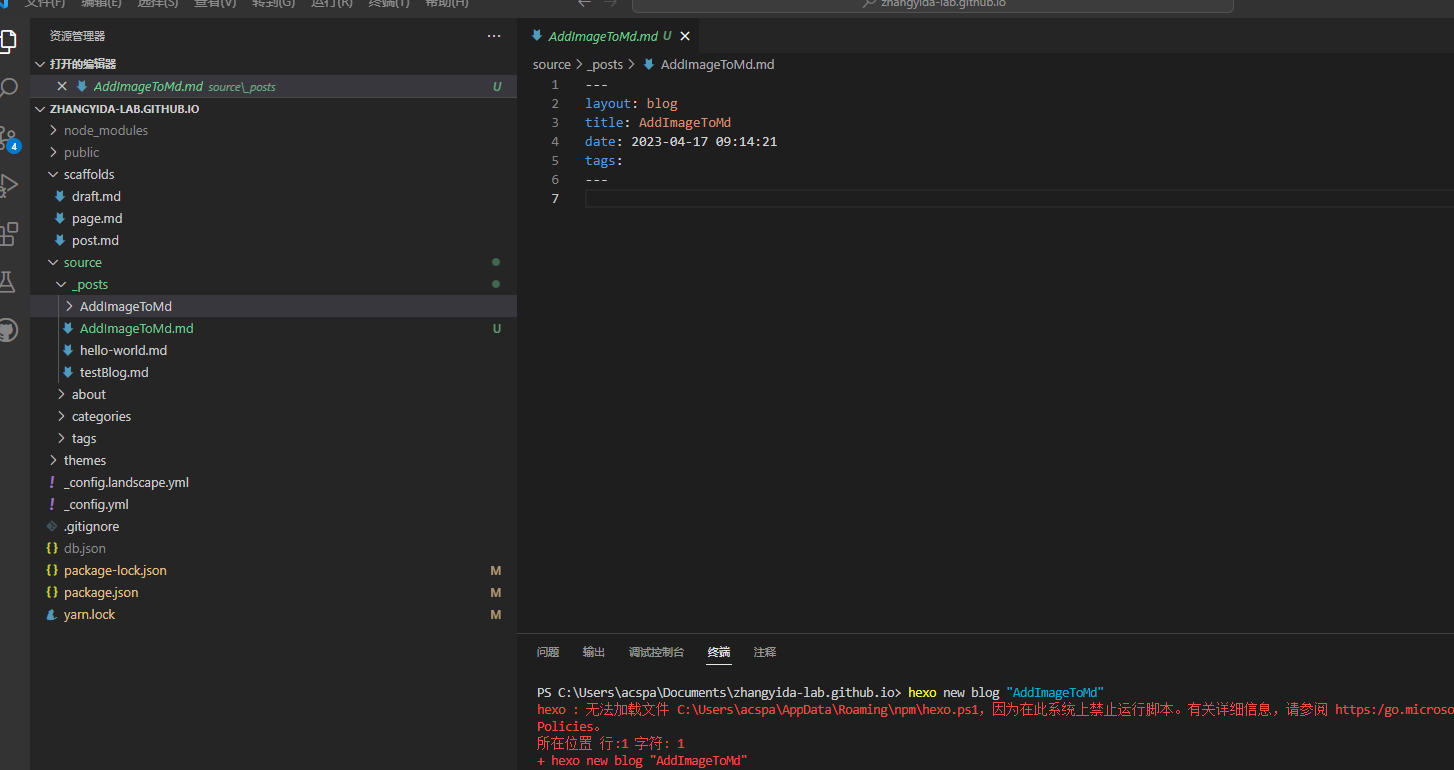 文件(F) 编辑(E) 选择(S) 查看(V) 转到(G) 运行(R) 终端(T) 帮助(H)
zhangyida-lab.github.io
资源管理器
打开的编辑器
AddImageToMd.md source\_posts U
ZHANGYIDA-LAB.GITHUB.IO
node_modules
public
scaffolds
draft.md
page.md
post.md
source
_posts
AddImageToMd
AddImageToMd.md U
hello-world.md
testBlog.md
about
categories
tags
themes
_config.landscape.yml
_config.yml
.gitignore
db.json
package-lock.json M
package.json M
yarn.lock M
4
AddImageToMd.md U
source > _posts > AddImageToMd.md
1 ---
2 layout: blog
3 title: AddImageToMd
4 date: 2023-04-17 09:14:21
5 tags:
6 ---
7
问题 输出 调试控制台 终端 注释
PS C:\Users\acspa\Documents\zhangyida-lab.github.io> hexo new blog "AddImageToMd"
hexo : 无法加载文件 C:\Users\acspa\AppData\Roaming\npm\hexo.ps1，因为在此系统上禁止运行脚本。有关详细信息，请参阅 https:/go.microso
Policies。
所在位置 行:1 字符: 1
+ hexo new blog "AddImageToMd"